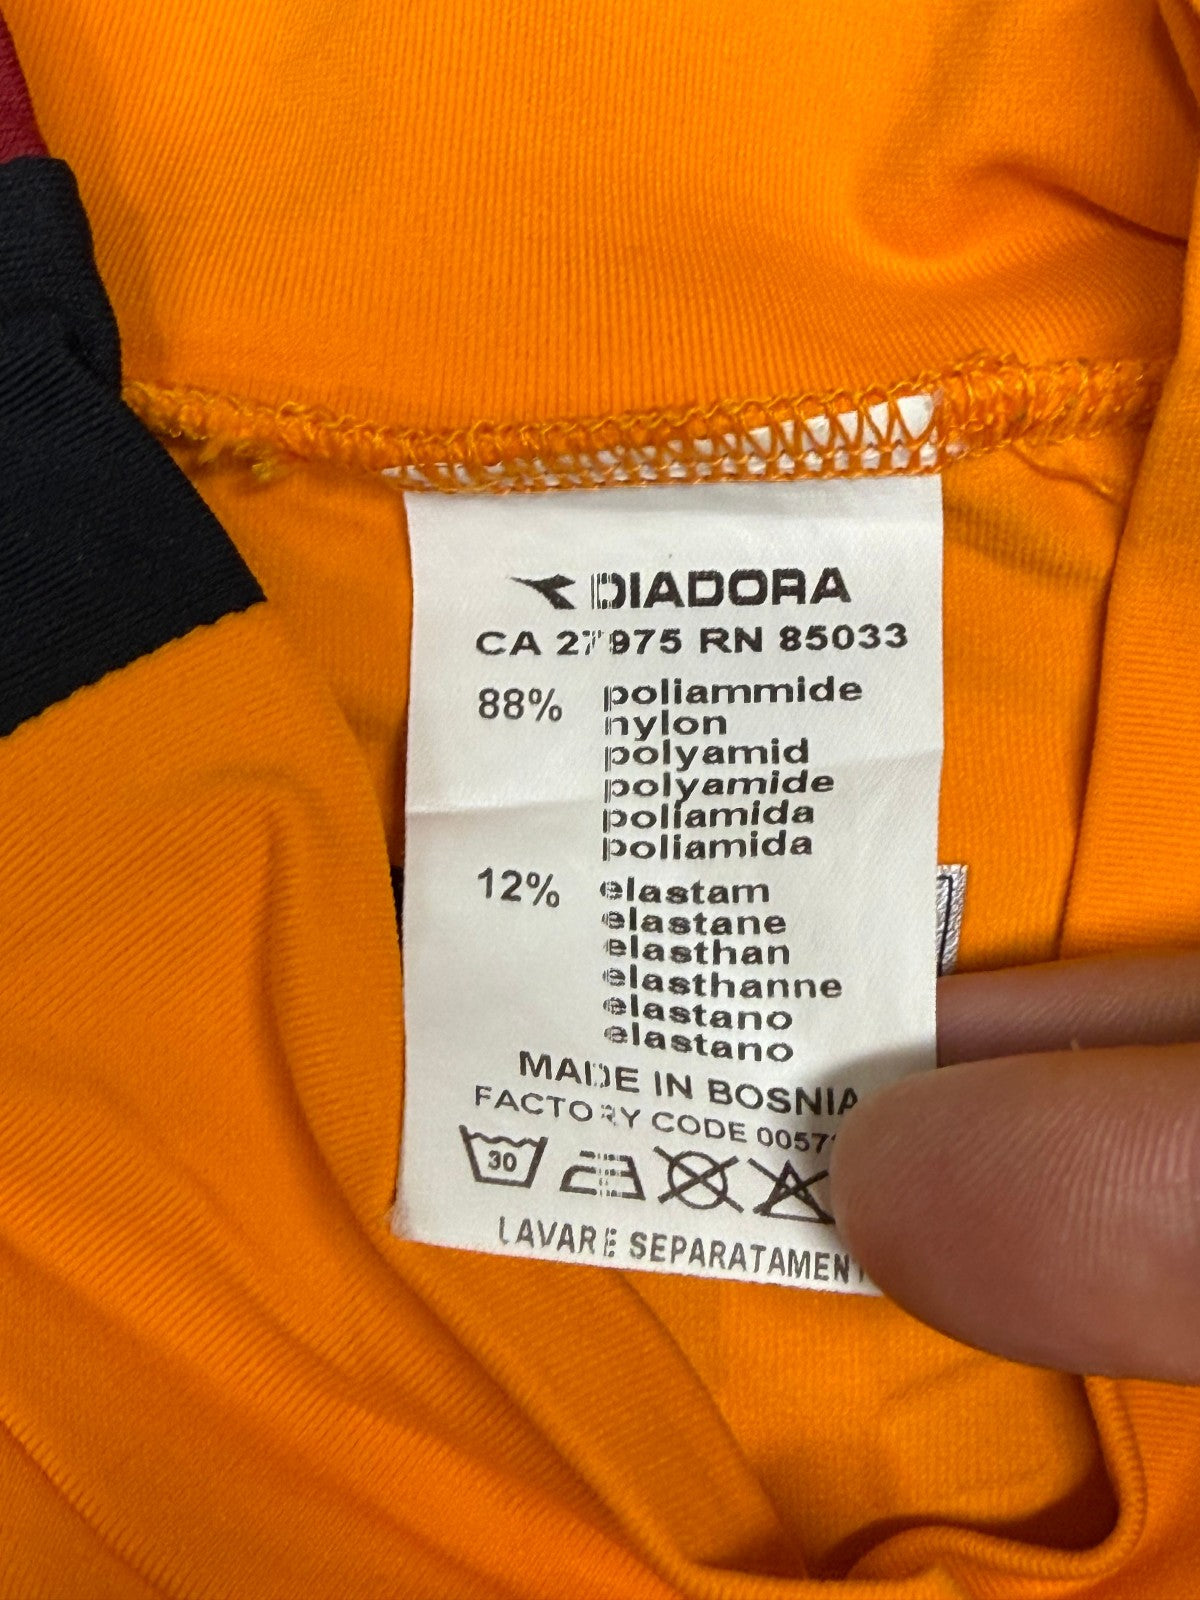 DIADORA
CA 27975 RN 85033
88% poliammide
nylon
polyamid
polyamide
poliamida
poliamida
12% elastam
elastane
elasthan
elasthanne
elastano
elastano
MADE IN BOSNIA
FACTORY CODE
30
LAVARE